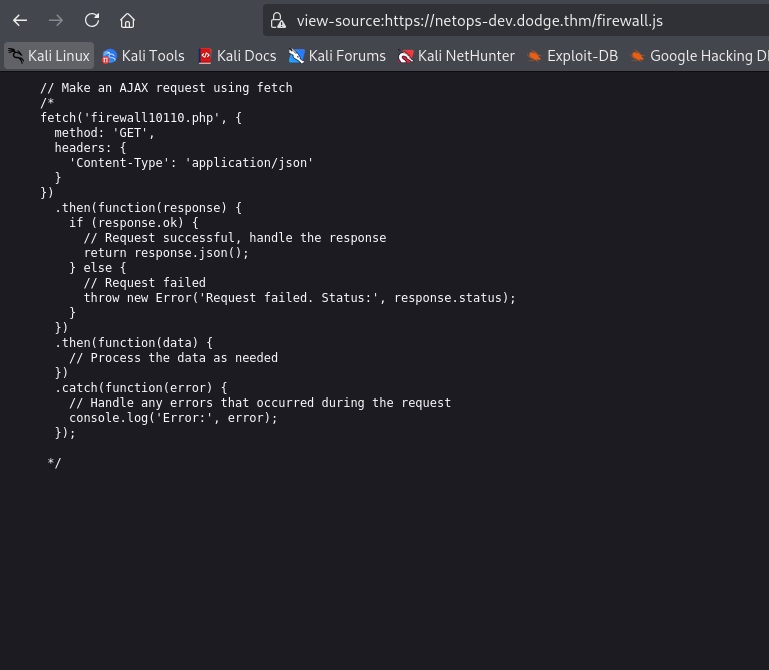 view-source:https://netops-dev.dodge.thm/firewall.js
Kali Linux Kali Tools Kali Docs Kali Forums Kali NetHunter Exploit-DB Google Hacking
// Make an AJAX request using fetch
/*
fetch('firewall10110.php', {
  method: 'GET',
  headers: {
    'Content-Type': 'application/json'
  }
})
  .then(function(response) {
    if (response.ok) {
      // Request successful, handle the response
      return response.json();
    } else {
      // Request failed
      throw new Error('Request failed. Status:', response.status);
    }
  })
  .then(function(data) {
    // Process the data as needed
  })
  .catch(function(error) {
    // Handle any errors that occurred during the request
    console.log('Error:', error);
  });
 */